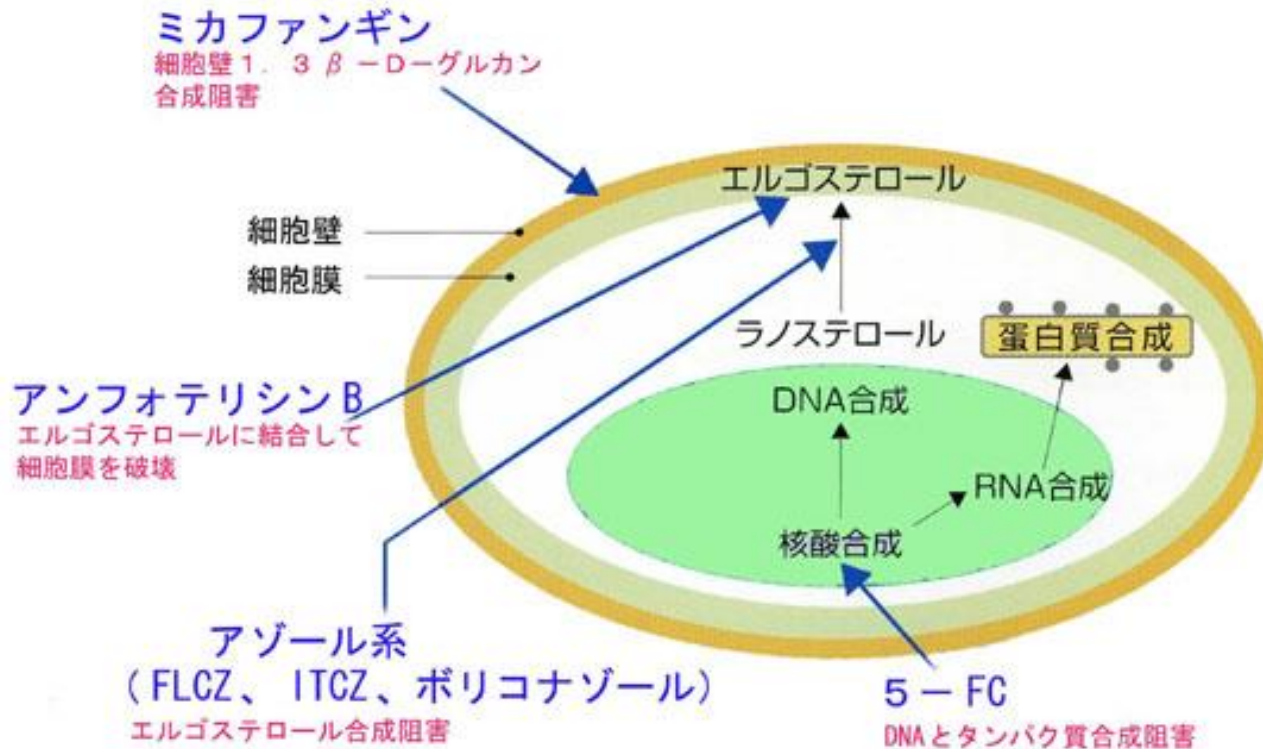 ミカファンギン
細胞壁1．3β－D－グルカン
合成阻害
エルゴステロール
細胞壁
細胞膜
ラノステロール
蛋白質合成
アンフォテリシンB
エルゴステロールに結合して
細胞膜を破壊
DNA合成
RNA合成
核酸合成
アゾール系
（FLCZ、ITCZ、ボリコナゾール）
エルゴステロール合成阻害
5－FC
DNAとタンパク質合成阻害